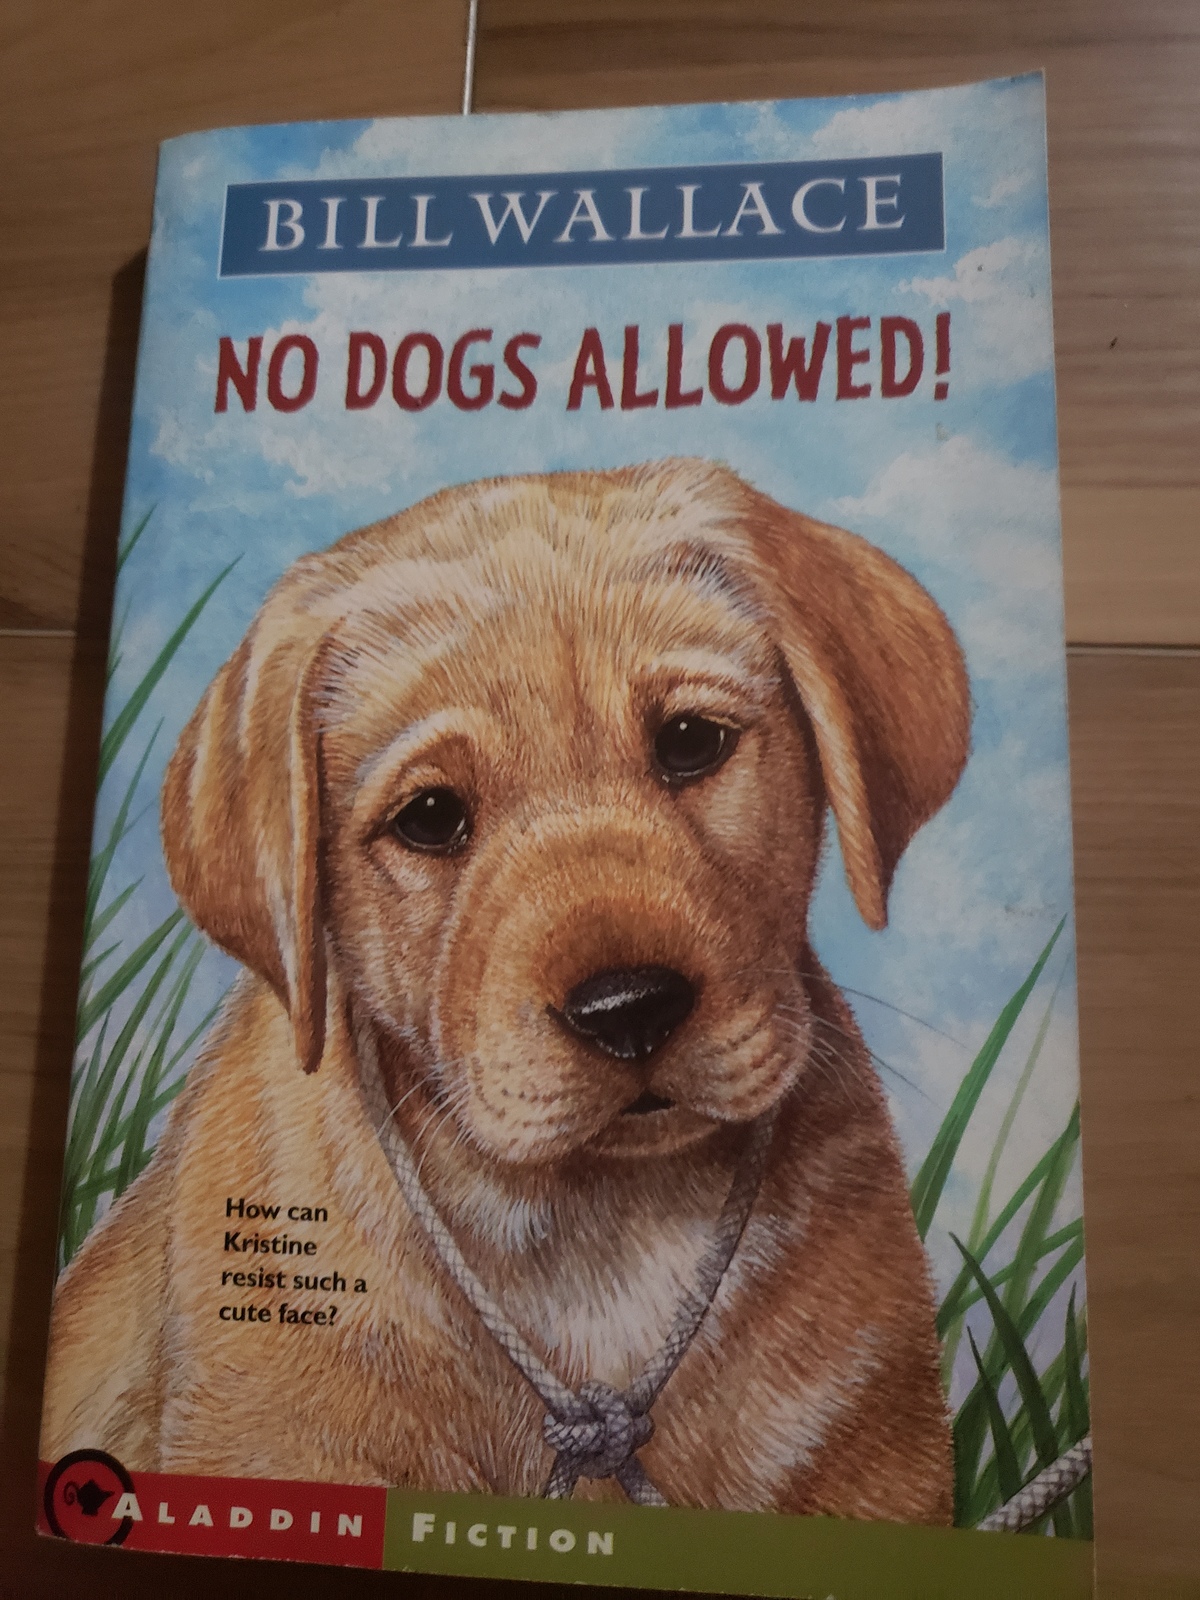 BILL WALLACE
NO DOGS ALLOWED!
How can
Kristine
resist such a
cute face?
ALADDIN FICTION